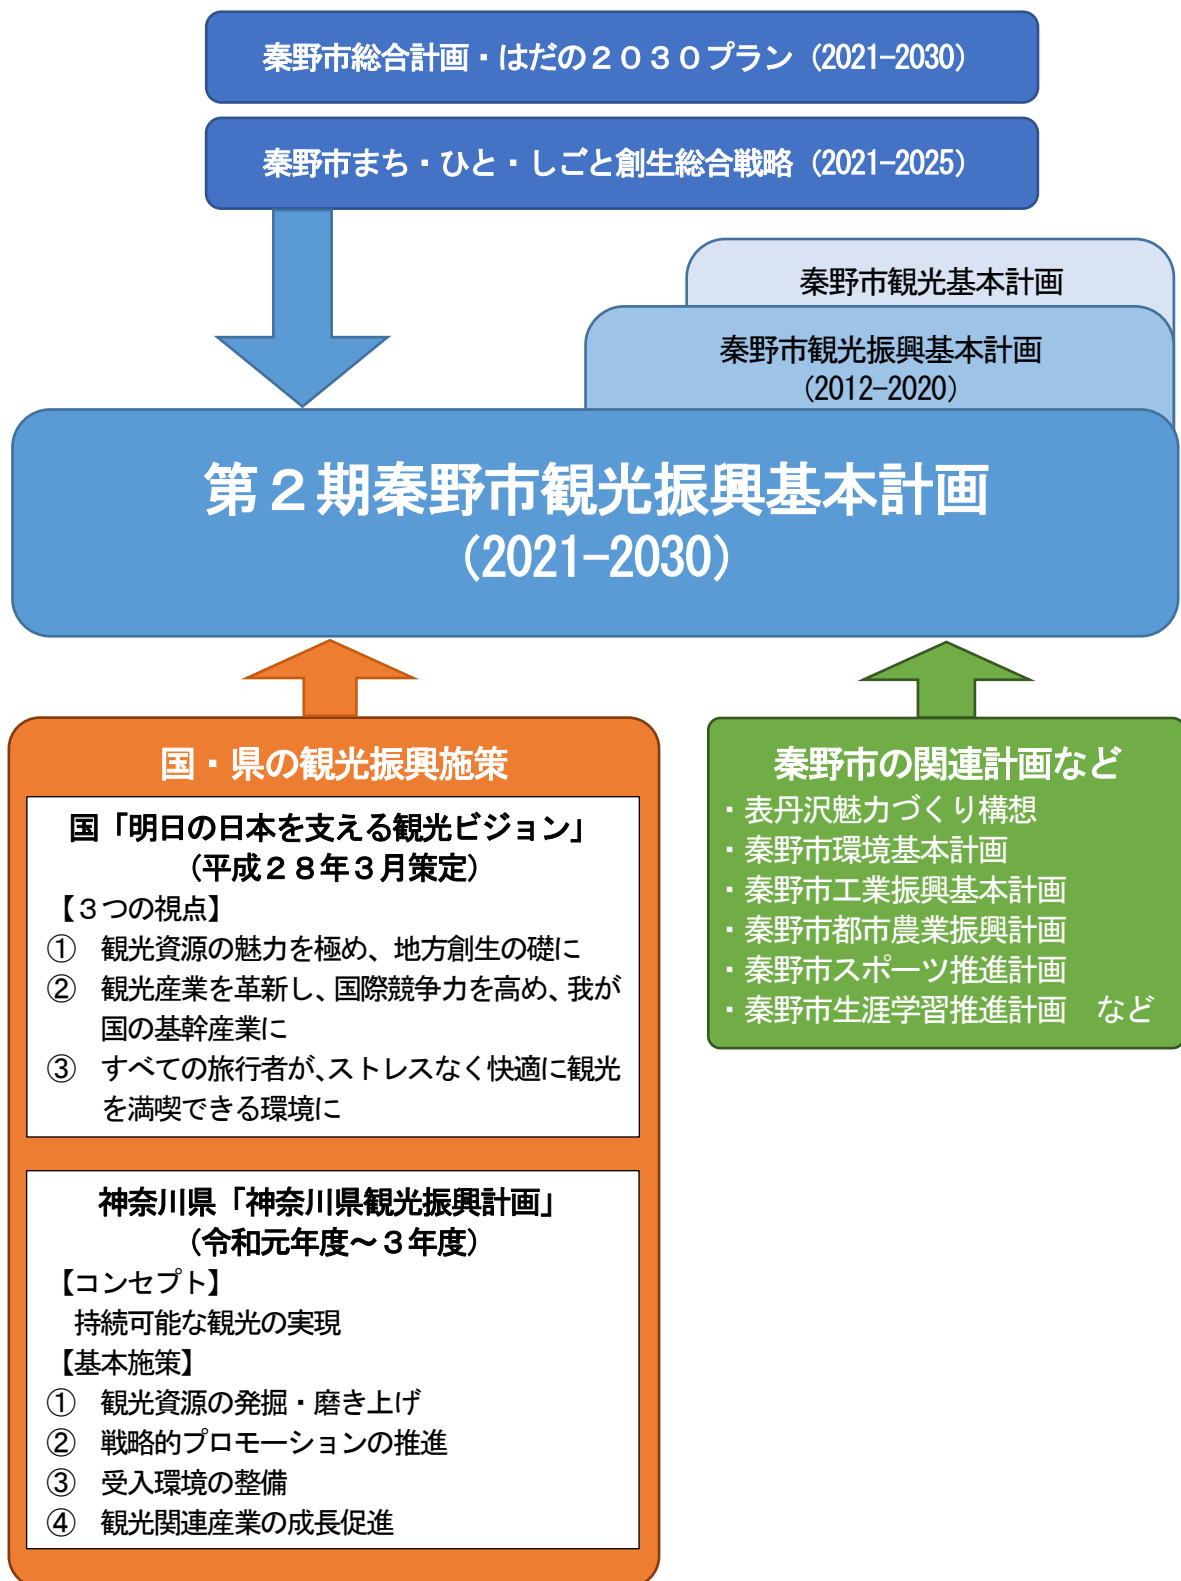 秦野市総合計画・はだの２０３０プラン（2021-2030）
秦野市まち・ひと・しごと創生総合戦略（2021-2025）
秦野市観光基本計画
秦野市観光振興基本計画
（2012-2020）
第２期秦野市観光振興基本計画
（2021-2030）
国・県の観光振興施策
国「明日の日本を支える観光ビジョン」
（平成２８年３月策定）
【３つの視点】
①　観光資源の魅力を極め、地方創生の礎に
②　観光産業を革新し、国際競争力を高め、我が
国の基幹産業に
③　すべての旅行者が、ストレスなく快適に観光
を満喫できる環境に
神奈川県「神奈川県観光振興計画」
（令和元年度～３年度）
【コンセプト】
持続可能な観光の実現
【基本施策】
①　観光資源の発掘・磨き上げ
②　戦略的プロモーションの推進
③　受入環境の整備
④　観光関連産業の成長促進
秦野市の関連計画など
・表丹沢魅力づくり構想
・秦野市環境基本計画
・秦野市工業振興基本計画
・秦野市都市農業振興計画
・秦野市スポーツ推進計画
・秦野市生涯学習推進計画　など